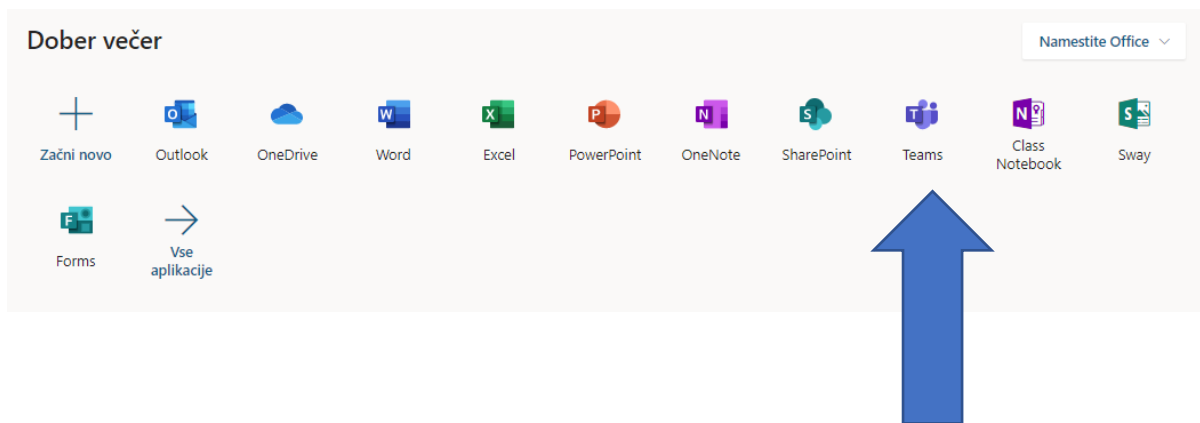 Dober večer
Namestite Office
Začni novo
Outlook
OneDrive
Word
Excel
PowerPoint
OneNote
SharePoint
Teams
Class
Notebook
Sway
Forms
Vse
aplikacije